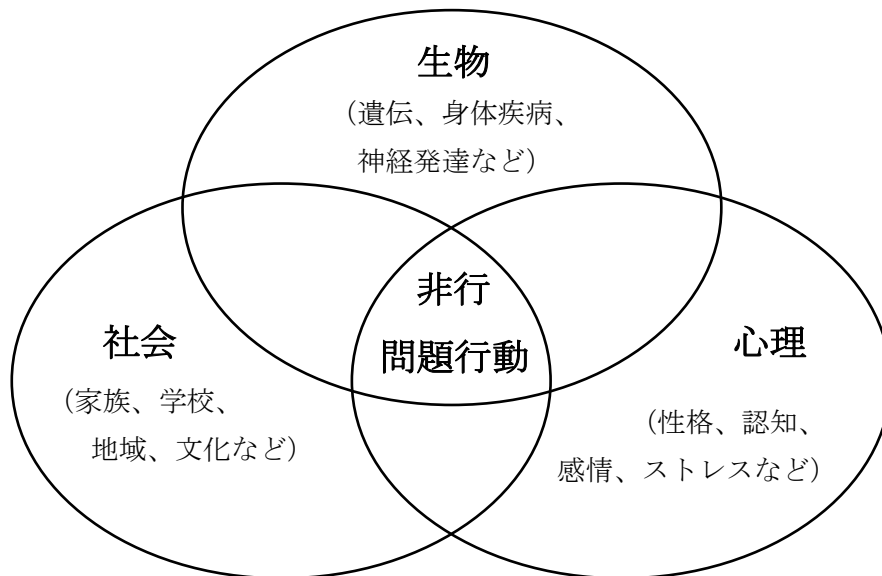 生物
（遺伝、身体疾病、
神経発達など）
非行
問題行動
社会
（家族、学校、
地域、文化など）
心理
（性格、認知、
感情、ストレスなど）